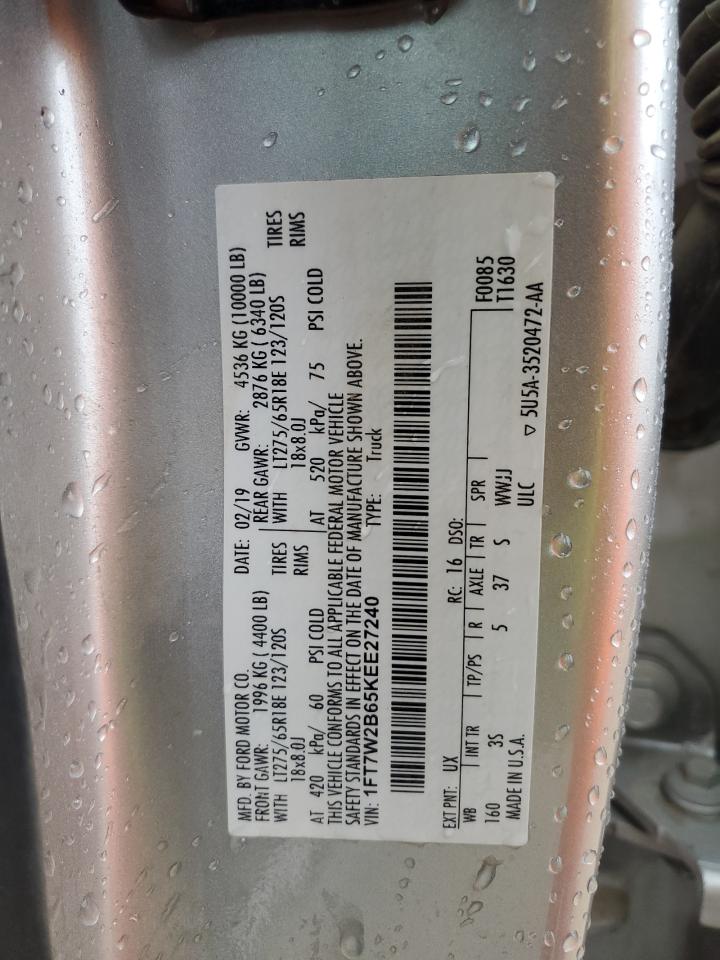 MFD. BY FORD MOTOR CO.
DATE: 02/19 GVWR: 4536 KG (10000 LB)
FRONT GAWR: 1996 KG ( 4400 LB) REAR GAWR: 2876 KG ( 6340 LB)
WITH LT275/65R18E 123/120S TIRES WITH LT275/65R18E 123/120S TIRES
18x8.0J RIMS 18x8.0J RIMS
AT 420 kPa/ 60 PSI COLD AT 520 kPa/ 75 PSI COLD
THIS VEHICLE CONFORMS TO ALL APPLICABLE FEDERAL MOTOR VEHICLE
SAFETY STANDARDS IN EFFECT ON THE DATE OF MANUFACTURE SHOWN ABOVE.
VIN: 1FT7W2B65KEE27240 TYPE: Truck
EXT PNT: UX RC: 16 DSO:
WB INT TR TP/PS R AXLE TR SPR F0085
160 3S 5 37 S WWJJ T1630
MADE IN U.S.A. ULC ▽ 5U5A-3520472-AA